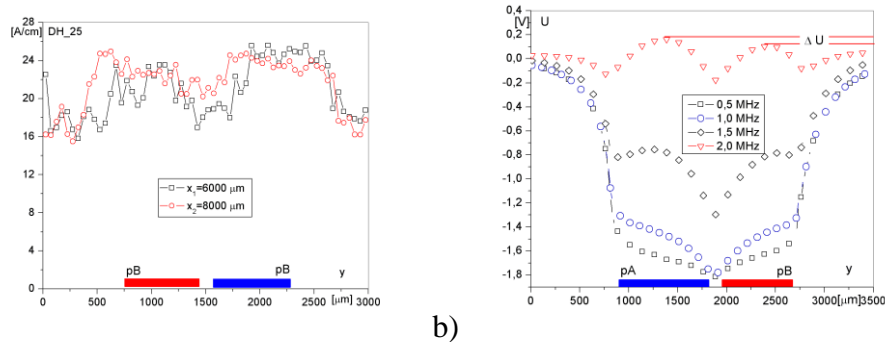 [A/cm] DH_25
28
24
20
16
12
8
4
0
x1=6000 μm
x2=8000 μm
pB pB y
0 500 1000 1500 2000 2500 3000
[μm]
b)
[V] U
0,4
0,2
0,0
-0,2
-0,4
-0,6
-0,8
-1,0
-1,2
-1,4
-1,6
-1,8
Δ U
0,5 MHz
1,0 MHz
1,5 MHz
2,0 MHz
pA pB y
0 500 1000 1500 2000 2500 3000[μm]3500